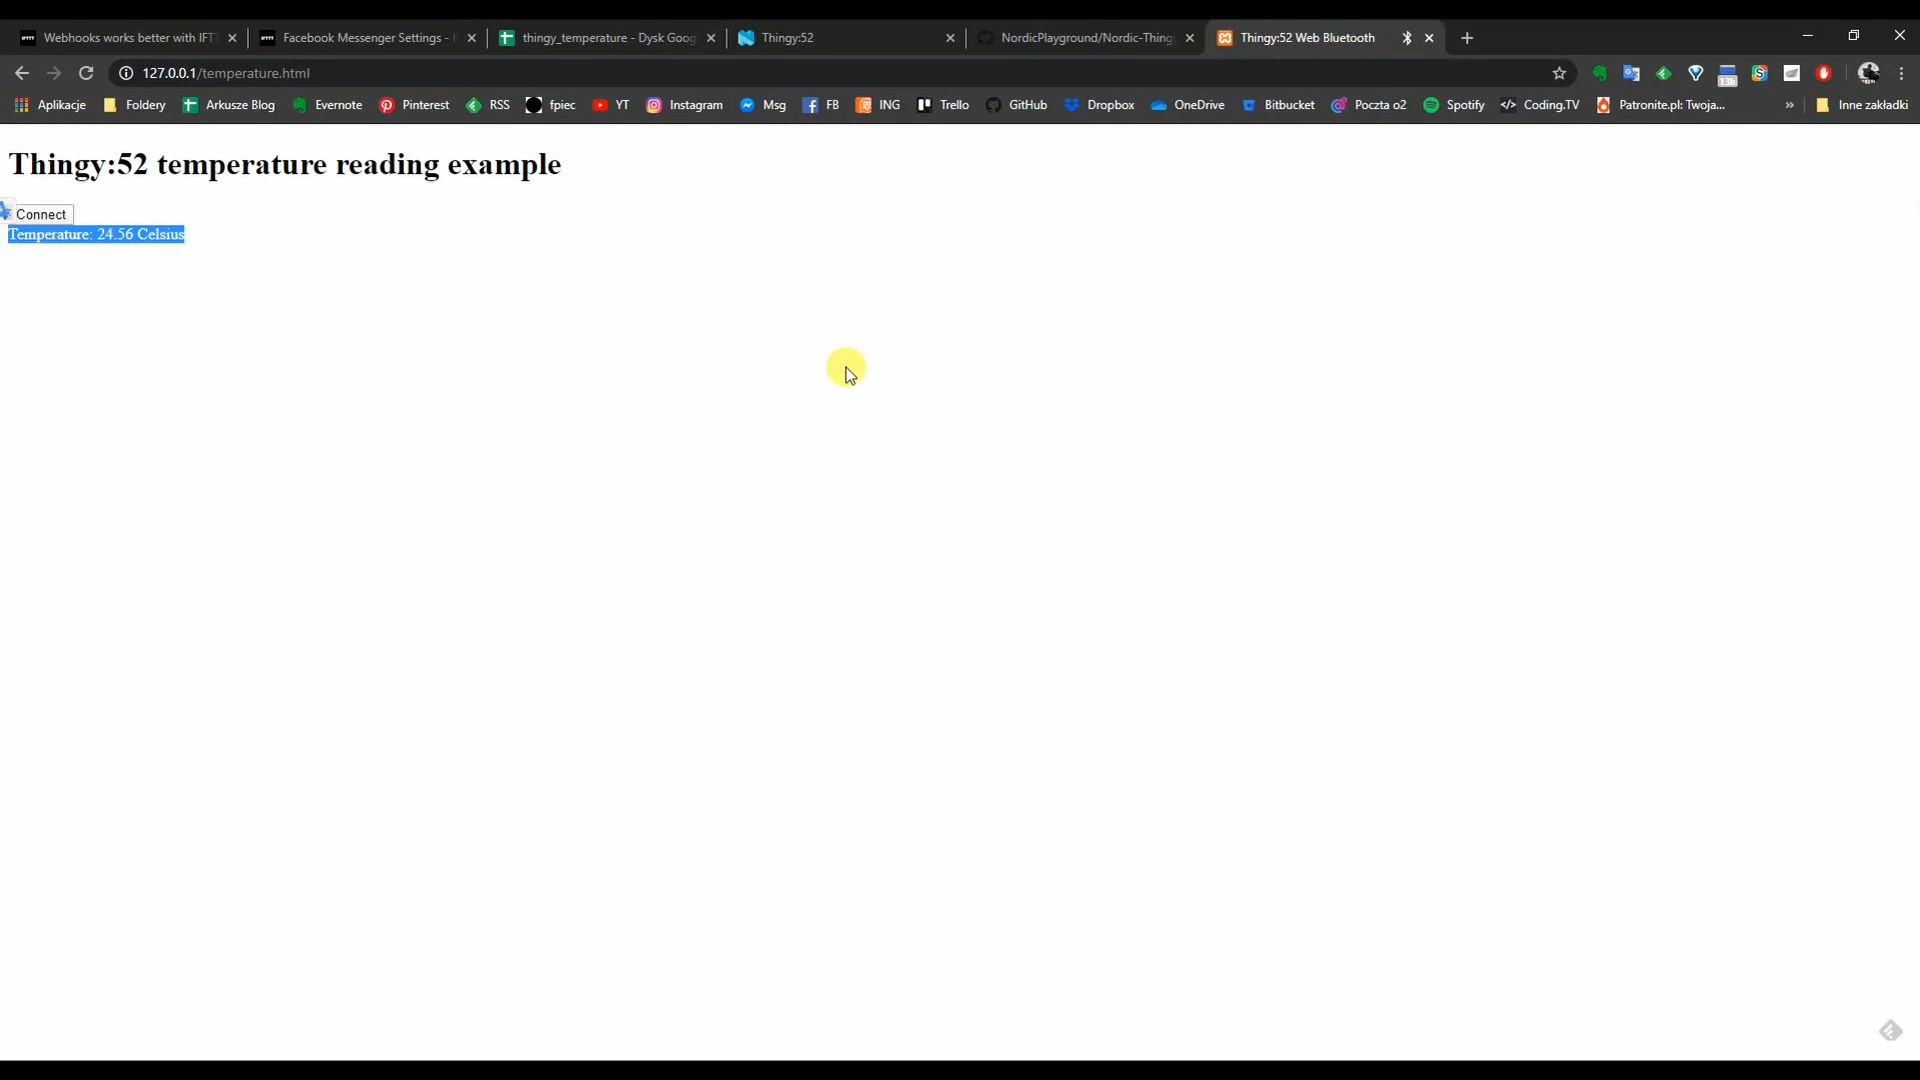 Webhooks works better with IFT
Facebook Messenger Settings -
thingy_temperature - Dysk Goog
Thingy:52
NordicPlayground/Nordic-Thing
Thingy:52 Web Bluetooth
127.0.0.1/temperature.html
13h
Aplikacje
Foldery
Arkusze Blog
Evernote
Pinterest
RSS
fpiec
YT
Instagram
Msg
FB
ING
Trello
GitHub
Dropbox
OneDrive
Bitbucket
Poczta o2
Spotify
Coding.TV
Patronite.pl: Twoja...
»
Inne zakładki
Thingy:52 temperature reading example
Connect
Temperature: 24.56 Celsius